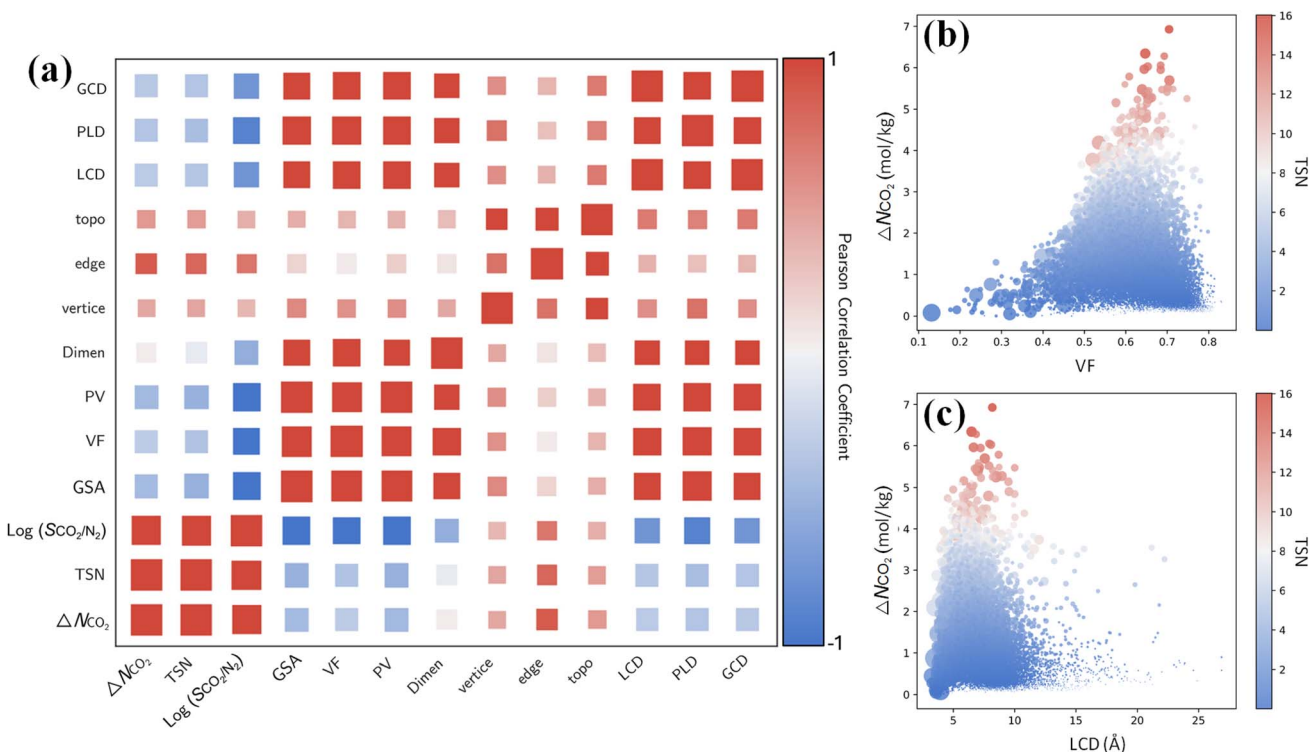 (a)
GCD
PLD
LCD
topo
edge
vertice
Dimen
PV
VF
GSA
Log (SCO₂/N₂)
TSN
△NCO₂
△NCO₂
TSN
Log (SCO₂/N₂)
GSA
VF
PV
Dimen
vertice
edge
topo
LCD
PLD
GCD
1
Pearson Correlation Coefficient
-1
(b)
7
6
5
4
3
2
1
0
△NCO₂ (mol/kg)
0.1 0.2 0.3 0.4 0.5 0.6 0.7 0.8
VF
16
14
12
10
8
6
4
2
TSN
(c)
7
6
5
4
3
2
1
0
△NCO₂ (mol/kg)
5 10 15 20 25
LCD (Å)
16
14
12
10
8
6
4
2
TSN